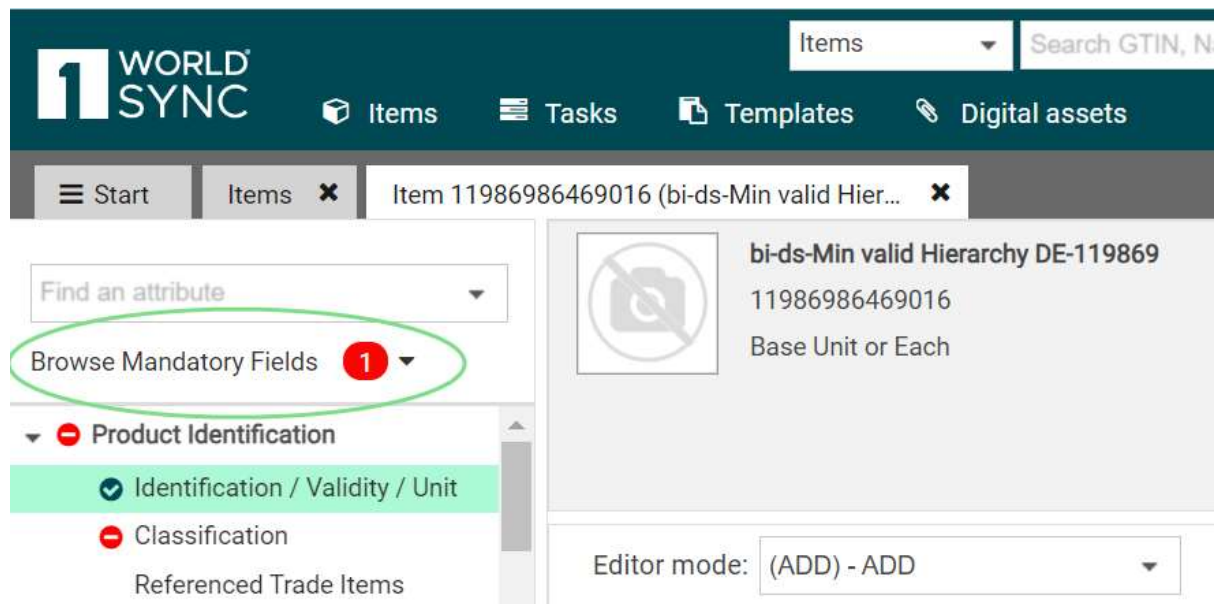 WORLD
SYNC
Items
Search GTIN, N
Items
Tasks
Templates
Digital assets
Start
Items
Item 11986986469016 (bi-ds-Min valid Hier...
Find an attribute
Browse Mandatory Fields 1
Product Identification
Identification / Validity / Unit
Classification
Referenced Trade Items
bi-ds-Min valid Hierarchy DE-119869
11986986469016
Base Unit or Each
Editor mode: (ADD) - ADD